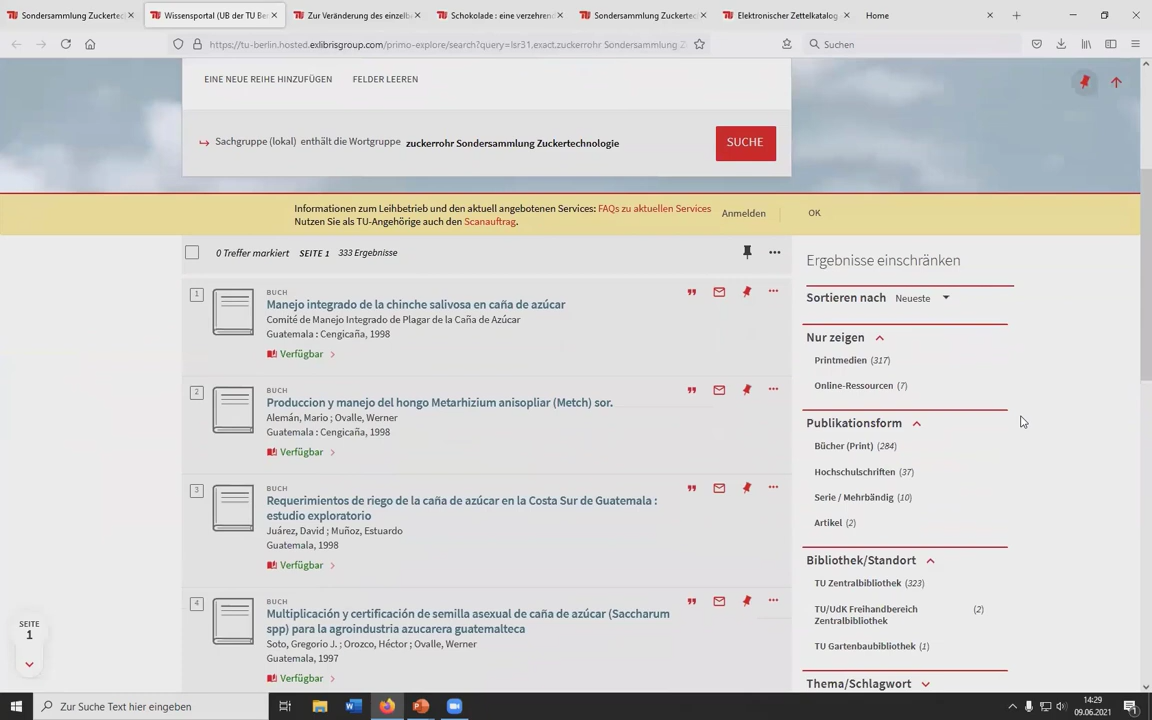 Sondersammlung Zuckertechn
Wissensportal (UB der TU Ber
Zur Veränderung des einzelb
Schokolade : eine verzehrend
Sondersammlung Zuckertec
Elektronischer Zettelkatalog
Home
https://tu-berlin.hosted.exlibrisgroup.com/primo-explore/search?query=lsr31.exact.zuckerrohr Sondersammlung Z
Suchen
EINE NEUE REIHE HINZUFÜGEN
FELDER LEEREN
Sachgruppe (lokal) enthält die Wortgruppe zuckerrohr Sondersammlung Zuckertechnologie
SUCHE
Informationen zum Leihbetrieb und den aktuell angebotenen Services: FAQs zu aktuellen Services
Nutzen Sie als TU-Angehörige auch den Scanauftrag.
Anmelden
OK
0 Treffer markiert SEITE 1 333 Ergebnisse
1
BUCH
Manejo integrado de la chinche salivosa en caña de azúcar
Comité de Manejo Integrado de Plagar de la Caña de Azúcar
Guatemala : Cengicaña, 1998
Verfügbar
2
BUCH
Produccion y manejo del hongo Metarhizium anisopliar (Metch) sor.
Alemán, Mario ; Ovalle, Werner
Guatemala : Cengicaña, 1998
Verfügbar
3
BUCH
Requerimientos de riego de la caña de azúcar en la Costa Sur de Guatemala :
estudio exploratorio
Juárez, David ; Muñoz, Estuardo
Guatemala, 1998
Verfügbar
4
BUCH
Multiplicación y certificación de semilla asexual de caña de azúcar (Saccharum
spp) para la agroindustria azucarera guatemalteca
Soto, Gregorio J. ; Orozco, Héctor ; Ovalle, Werner
Guatemala, 1997
Verfügbar
Ergebnisse einschränken
Sortieren nach Neueste
Nur zeigen
Printmedien (317)
Online-Ressourcen (7)
Publikationsform
Bücher (Print) (284)
Hochschulschriften (37)
Serie / Mehrbändig (10)
Artikel (2)
Bibliothek/Standort
TU Zentralbibliothek (323)
TU/UdK Freihandbereich (2)
Zentralbibliothek
TU Gartenbaubibliothek (1)
Thema/Schlagwort
SEITE
1
Zur Suche Text hier eingeben
14:29
09.06.2021